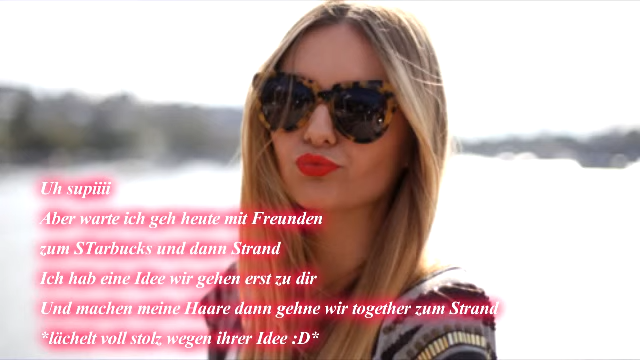 Uh supiiii
Aber warte ich geh heute mit Freunden
zum STarbucks und dann Strand
Ich hab eine Idee wir gehen erst zu dir
Und machen meine Haare dann gehne wir together zum Strand
*lächelt voll stolz wegen ihrer Idee :D*